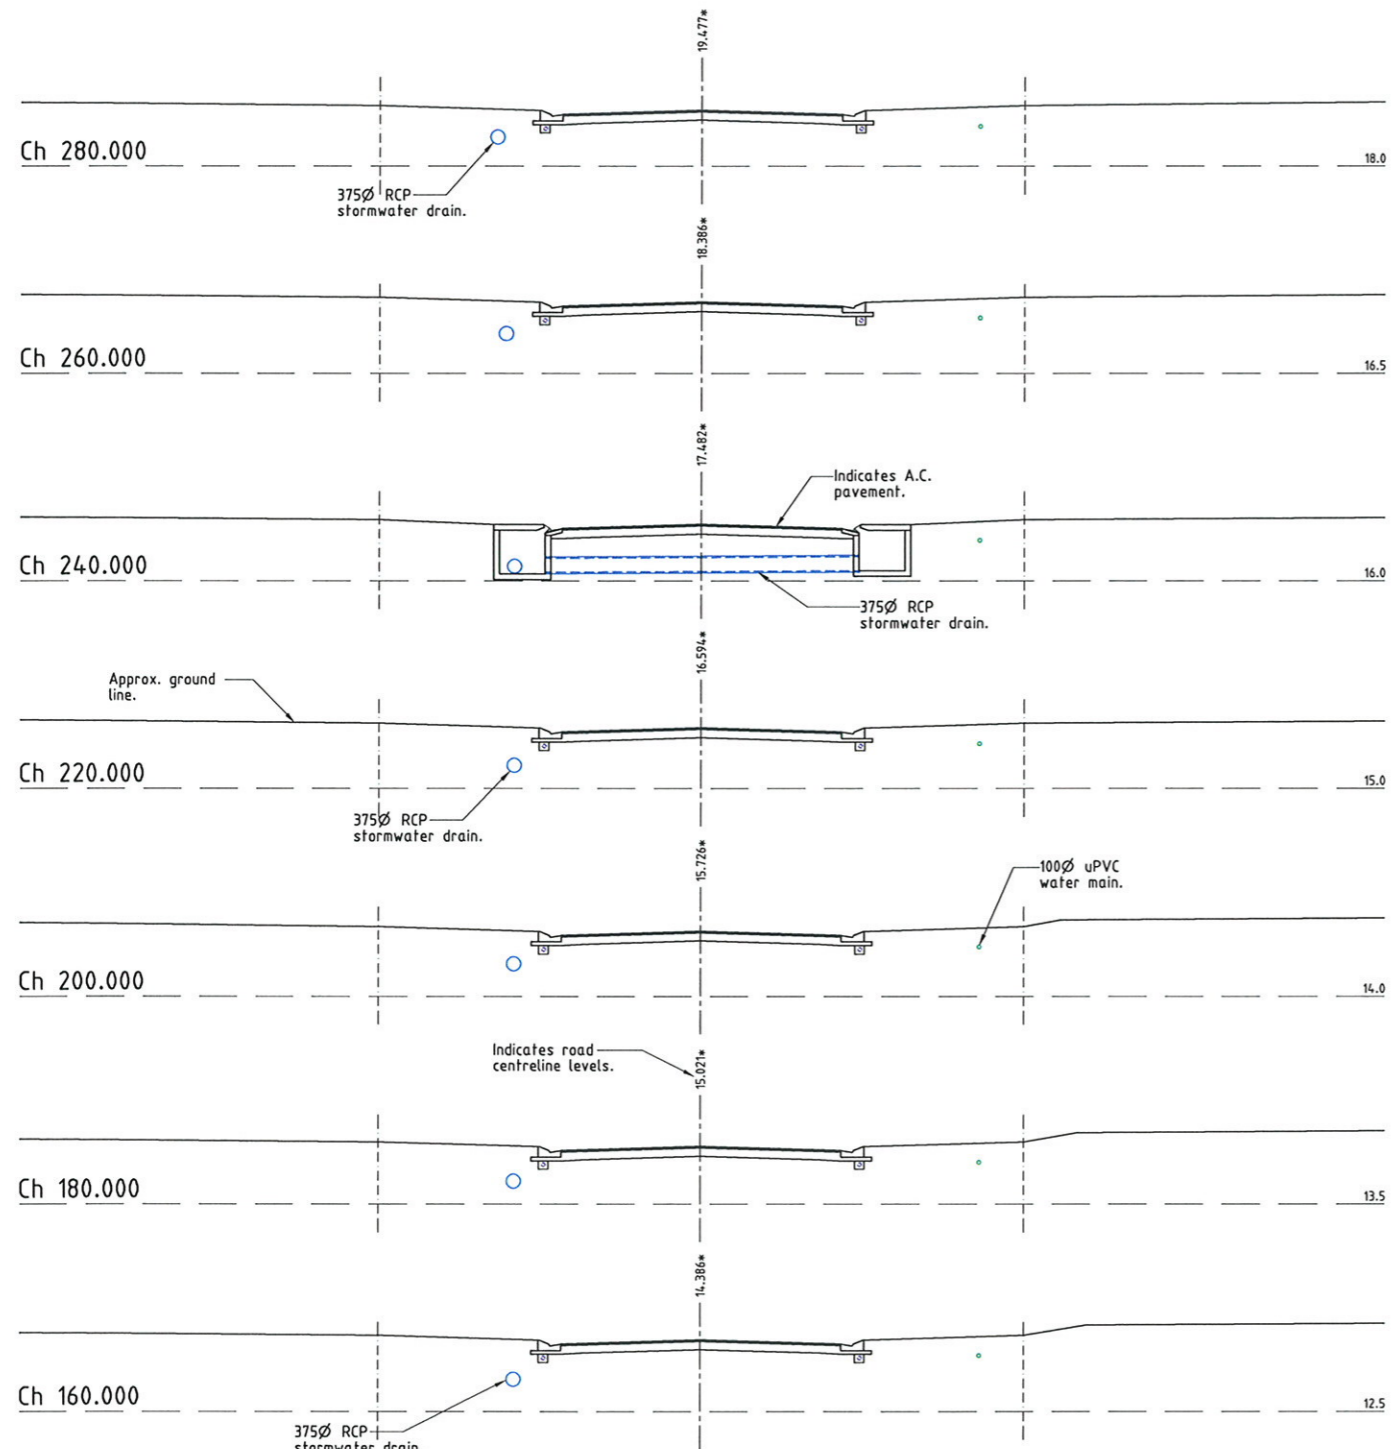 19.477*
Ch 280.000
18.0
375Ø RCP
stormwater drain.
18.386*
Ch 260.000
16.5
17.482*
Indicates A.C.
pavement.
Ch 240.000
16.0
375Ø RCP
stormwater drain.
16.594*
Approx. ground
line.
Ch 220.000
15.0
375Ø RCP
stormwater drain.
15.726*
100Ø uPVC
water main.
Ch 200.000
14.0
Indicates road
centreline levels.
15.021*
Ch 180.000
13.5
14.386*
Ch 160.000
12.5
375Ø RCP
stormwater drain